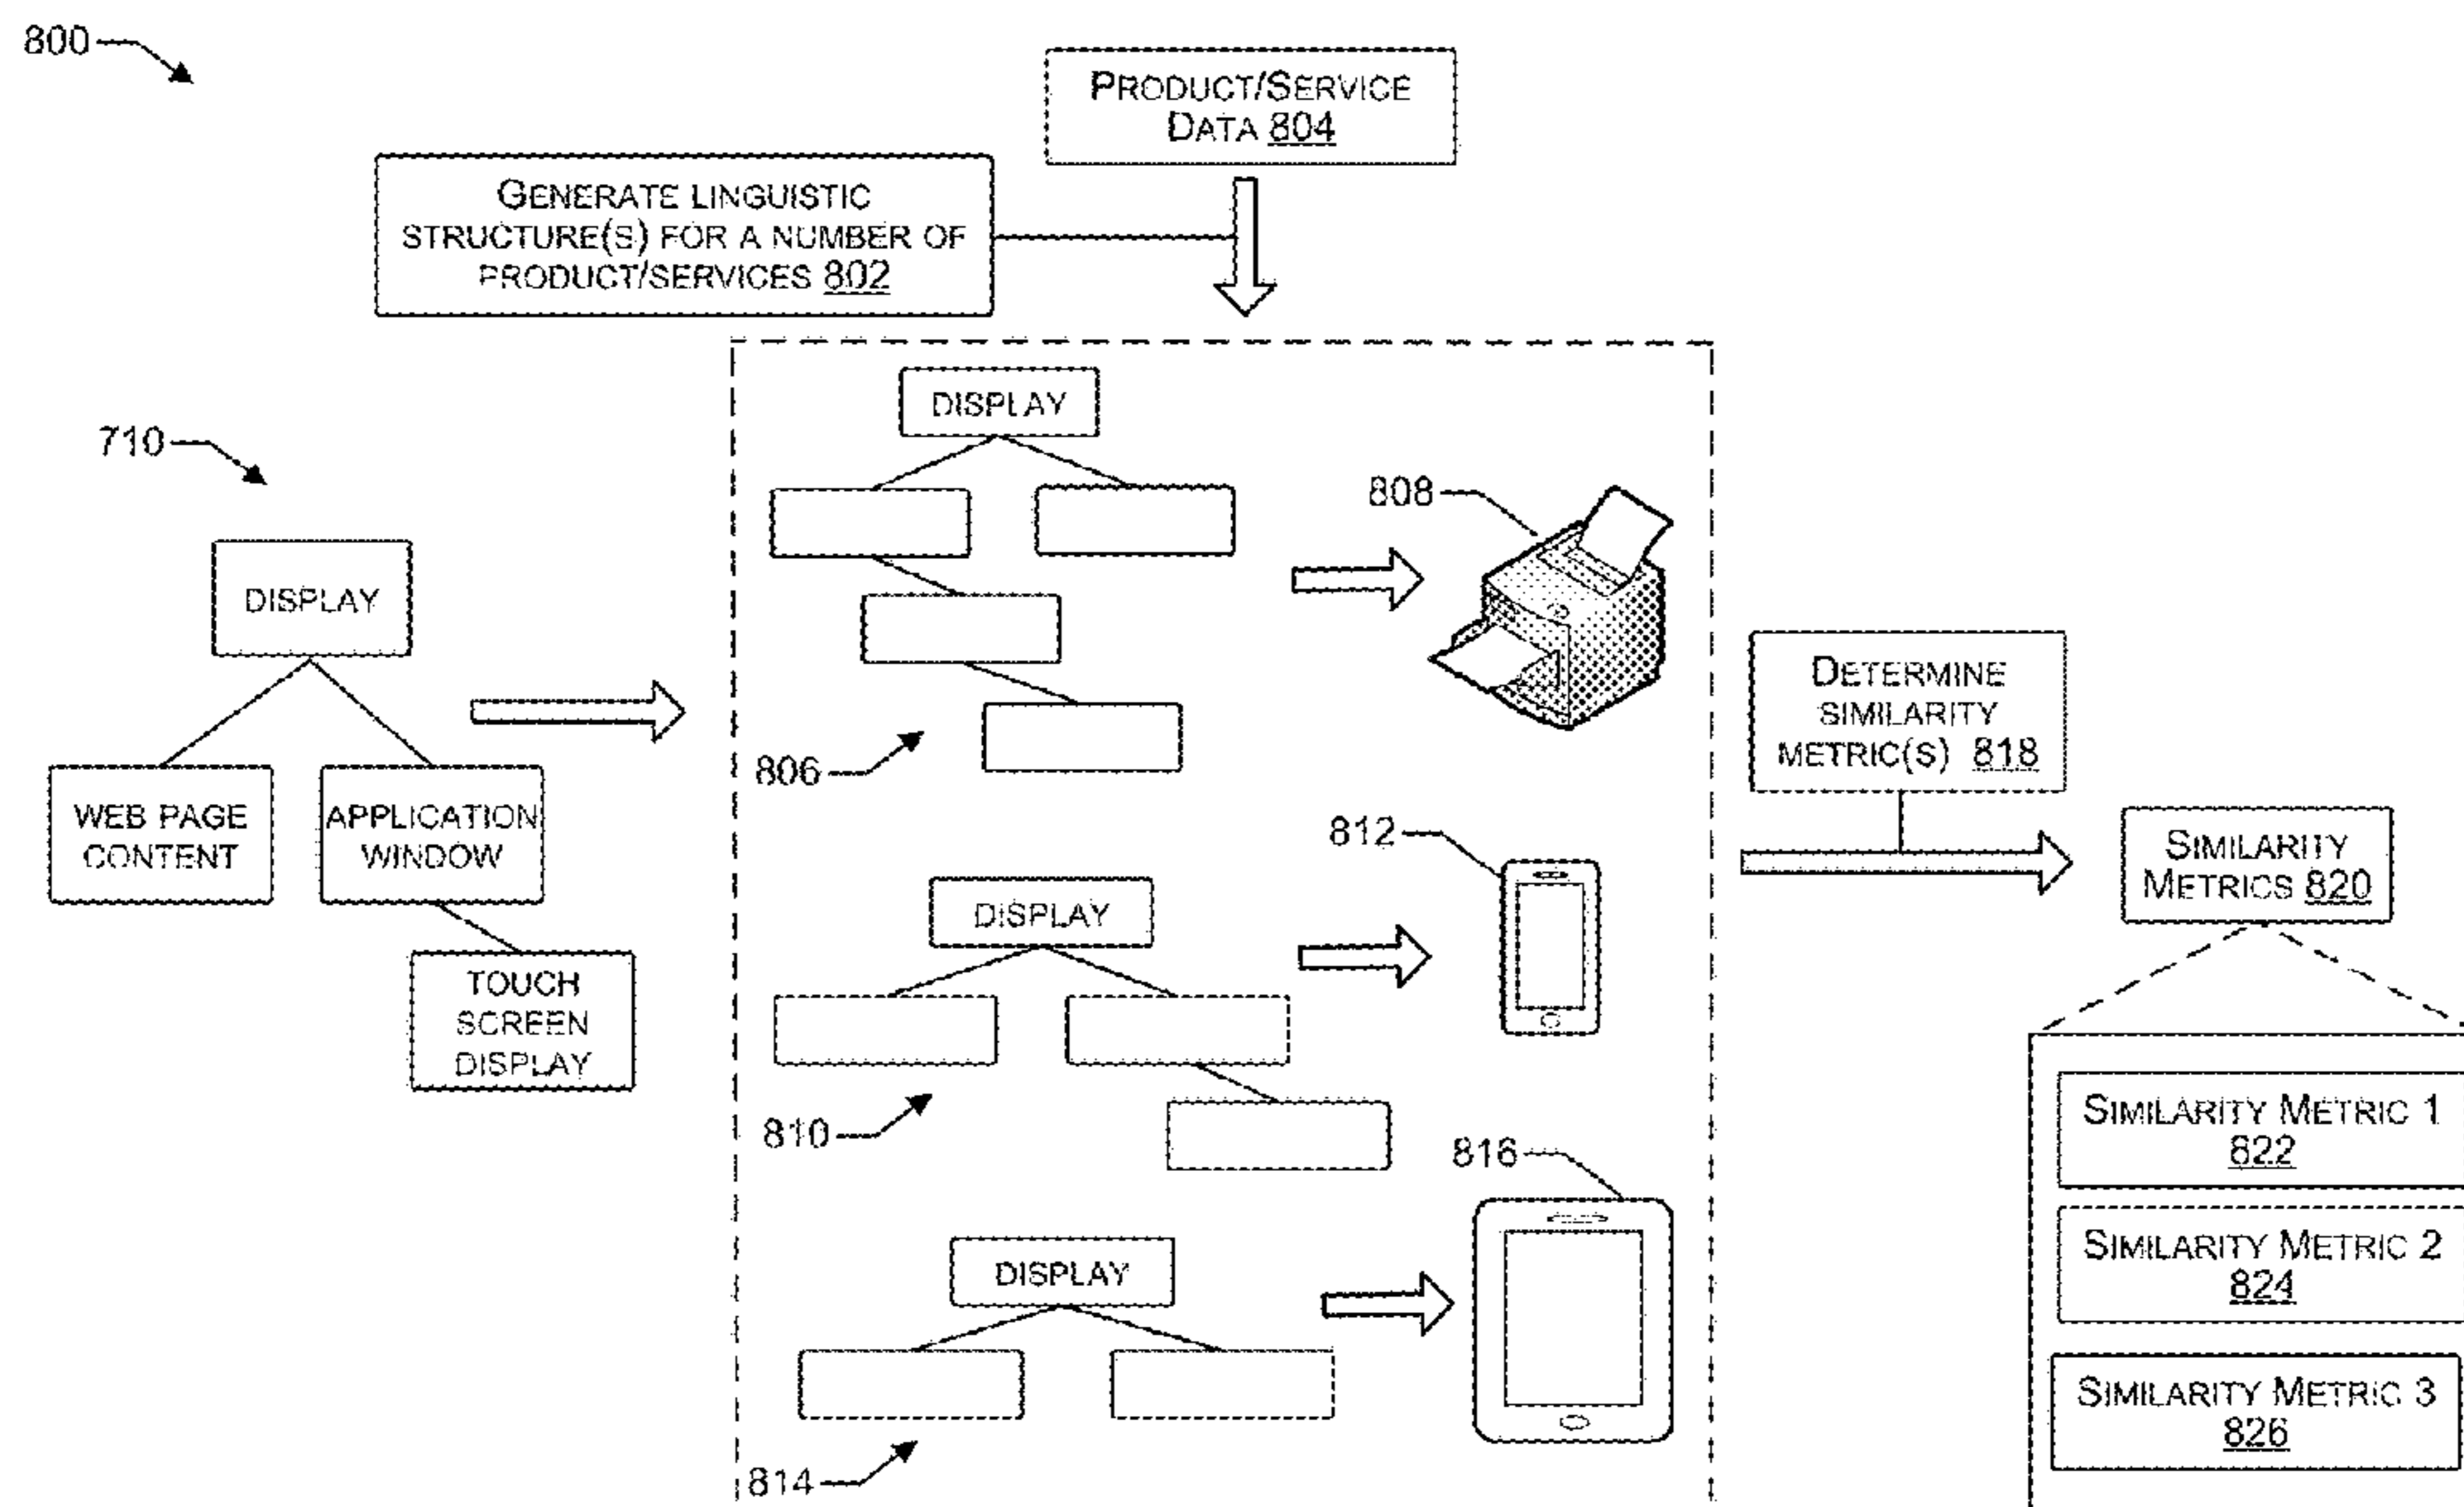 800
PRODUCT/SERVICE
DATA 804
GENERATE LINGUISTIC
STRUCTURE(S) FOR A NUMBER OF
PRODUCT/SERVICES 802
710
DISPLAY
WEB PAGE
CONTENT
APPLICATION
WINDOW
TOUCH
SCREEN
DISPLAY
DISPLAY
806
808
DISPLAY
810
812
DISPLAY
814
816
DETERMINE
SIMILARITY
METRIC(S) 818
SIMILARITY
METRICS 820
SIMILARITY METRIC 1
822
SIMILARITY METRIC 2
824
SIMILARITY METRIC 3
826